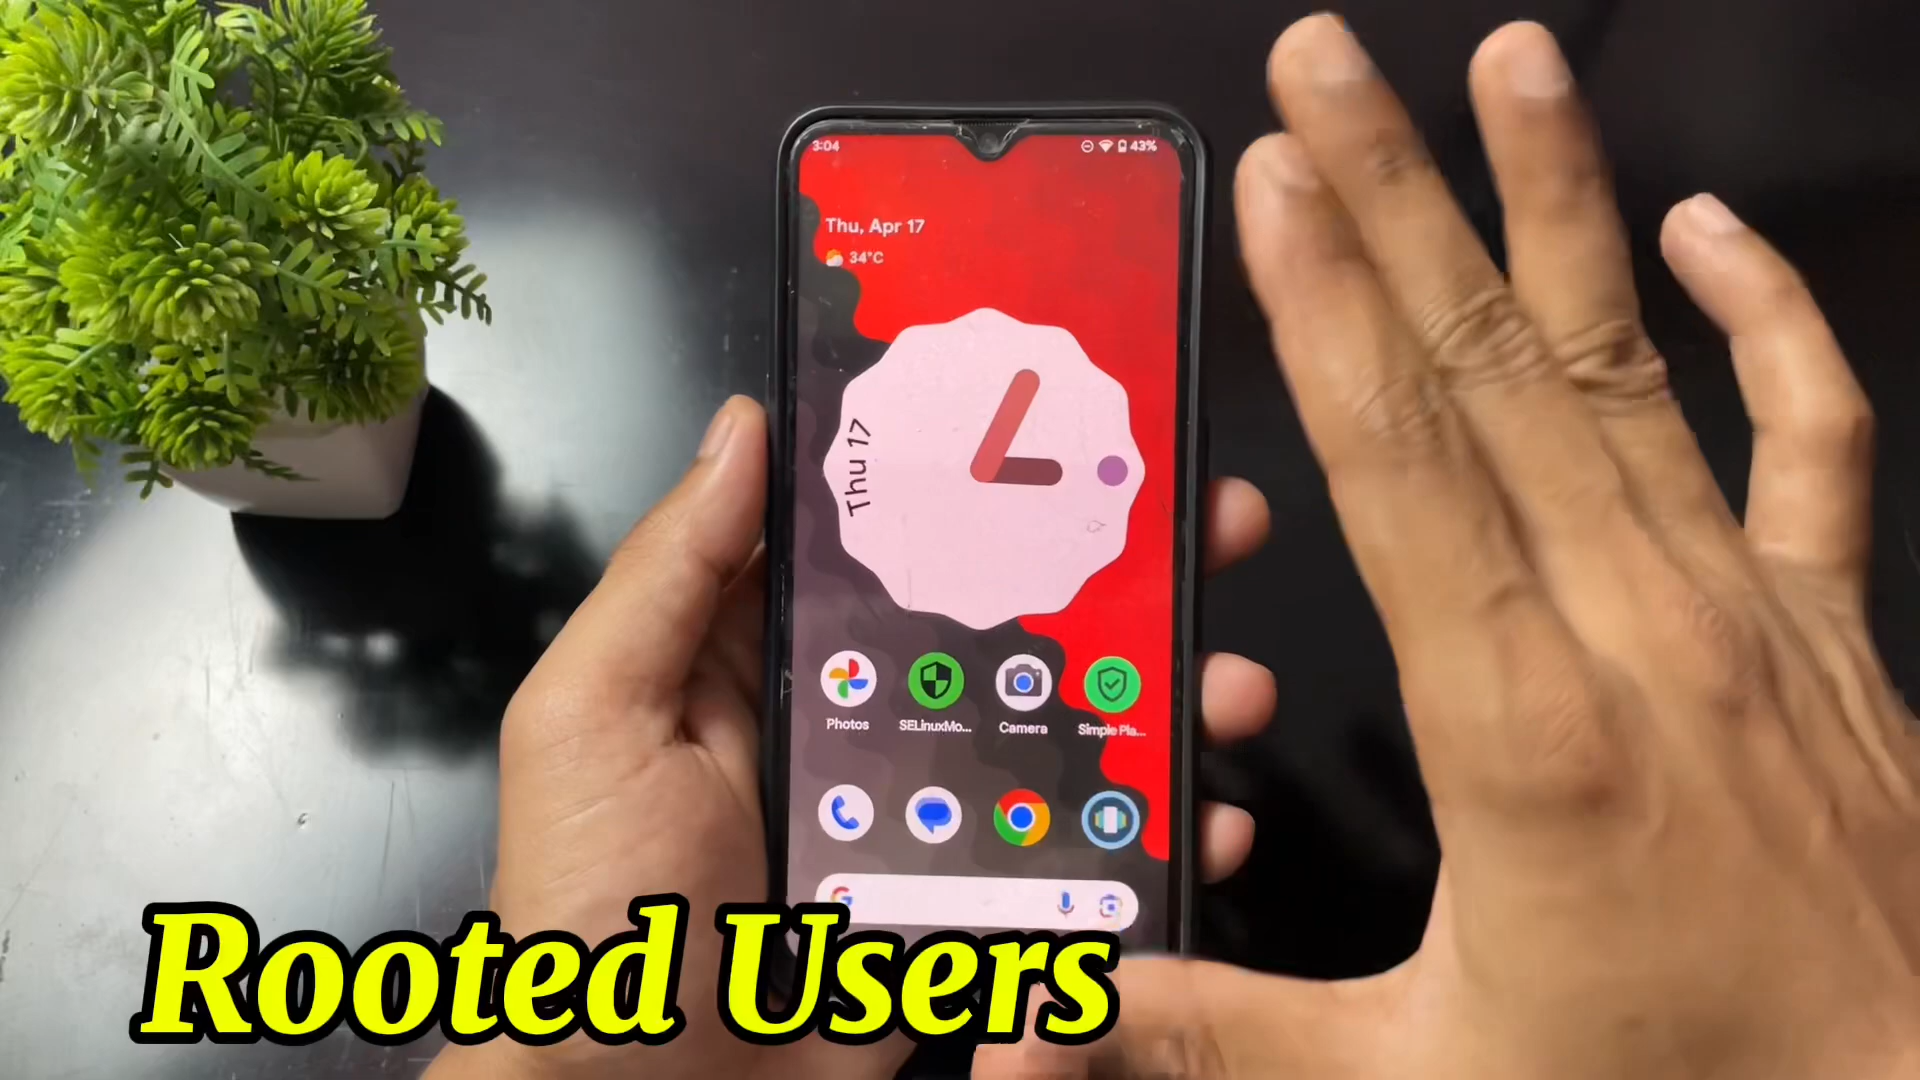 3:04
43%
Thu, Apr 17
34°C
Thu 17
Photos
SELinuxMo...
Camera
Simple Pla...
G
Rooted Users